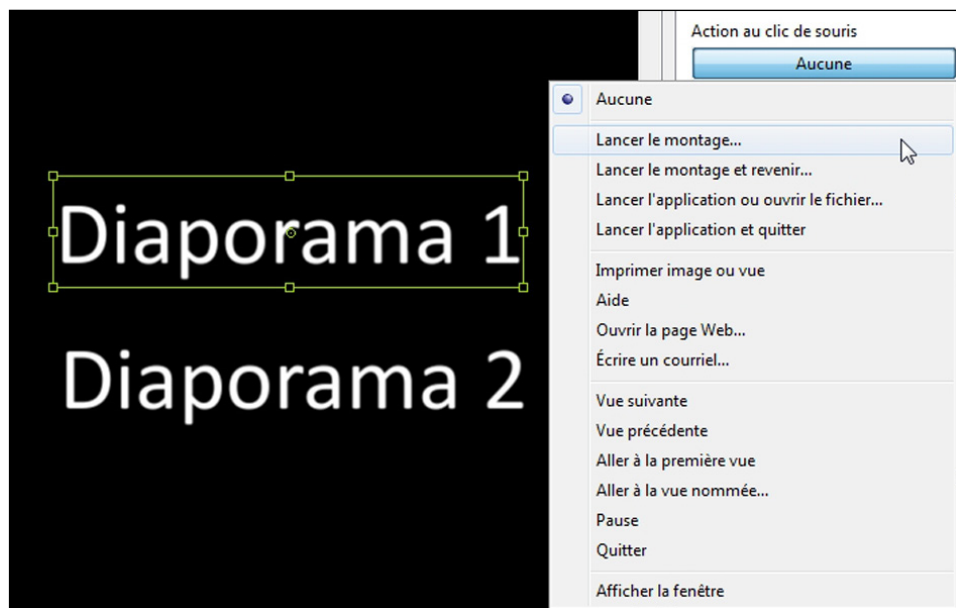 Action au clic de souris
Aucune
Aucune
Lancer le montage...
Lancer le montage et revenir...
Lancer l'application ou ouvrir le fichier...
Lancer l'application et quitter
Imprimer image ou vue
Aide
Ouvrir la page Web...
Écrire un courriel...
Vue suivante
Vue précédente
Aller à la première vue
Aller à la vue nommée...
Pause
Quitter
Afficher la fenêtre
Diaporama 1
Diaporama 2